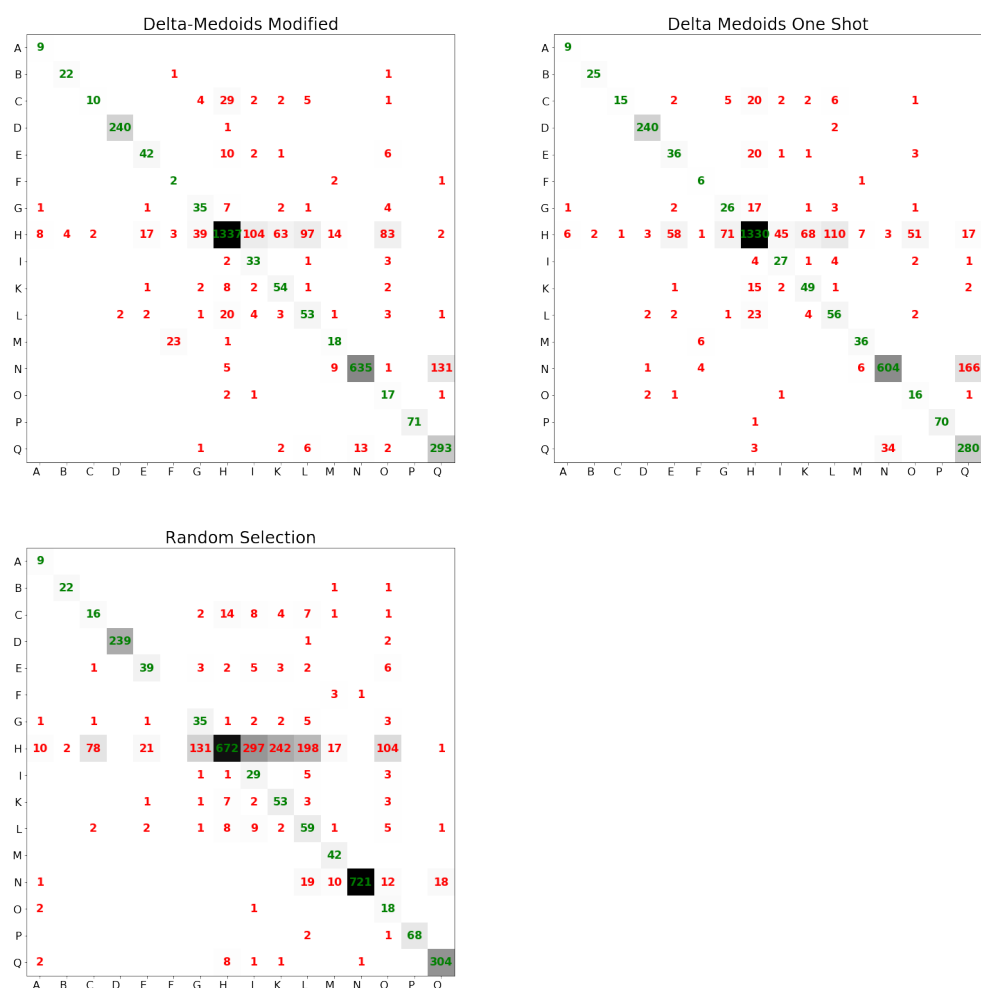 Delta-Medoids Modified
A 9
B 22 1 1
C 10 4 29 2 2 5 1
D 240 1
E 42 10 2 1 6
F 2 2 1
G 1 1 35 7 2 1 4
H 8 4 2 17 3 39 1337 104 63 97 14 83 2
I 2 33 1 3
K 1 2 8 2 54 1 2
L 2 2 1 20 4 3 53 1 3 1
M 23 1 18
N 5 9 635 1 131
O 2 1 17 1
P 71
Q 1 2 6 13 2 293
A B C D E F G H I K L M N O P Q
Delta Medoids One Shot
A 9
B 25
C 15 2 5 20 2 2 6 1
D 240 2
E 36 20 1 1 3
F 6 1
G 1 2 26 17 1 3 1
H 6 2 1 3 58 1 71 1330 45 68 110 7 3 51 17
I 4 27 1 4 2 1
K 1 15 2 49 1 2
L 2 2 1 23 4 56 2
M 6 36
N 1 4 6 604 166
O 2 1 1 16 1
P 1 70
Q 3 34 280
A B C D E F G H I K L M N O P Q
Random Selection
A 9
B 22 1 1
C 16 2 14 8 4 7 1 1
D 239 1 2
E 1 39 3 2 5 3 2 6
F 3 1
G 1 1 1 35 1 2 2 5 3
H 10 2 78 21 131 672 297 242 198 17 104 1
I 1 1 29 5 3
K 1 1 7 2 53 3 3
L 2 2 1 8 9 2 59 1 5 1
M 42
N 1 19 10 721 12 18
O 2 1 18
P 2 1 68
Q 2 8 1 1 1 304
A B C D E F G H I K L M N O P Q